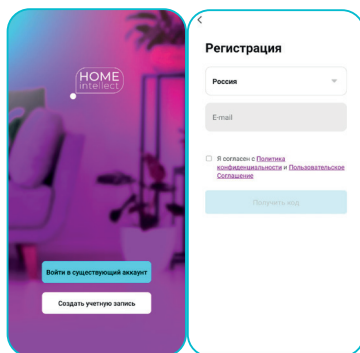 HOME
intellect
Войти в существующий аккаунт
Создать учетную запись
Регистрация
Россия
E-mail
Я согласен с Политика
конфиденциальности и Пользовательское
Соглашение
Получить код